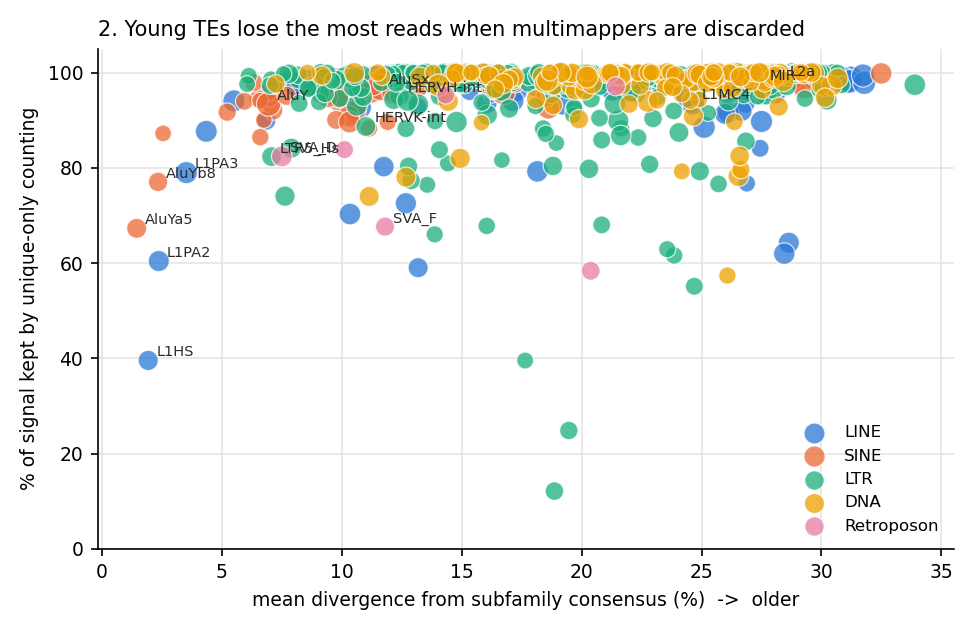 2. Young TEs lose the most reads when multimappers are discarded
% of signal kept by unique-only counting
100
80
60
40
20
0
L2a
MIR
AluSx
HERVH-int
L1MC4
AluY
HERVK-int
SVA_D
LTR5_Hs
L1PA3
AluYb8
AluYa5
SVA_F
L1PA2
L1HS
LINE
SINE
LTR
DNA
Retroposon
0 5 10 15 20 25 30 35
mean divergence from subfamily consensus (%) -> older